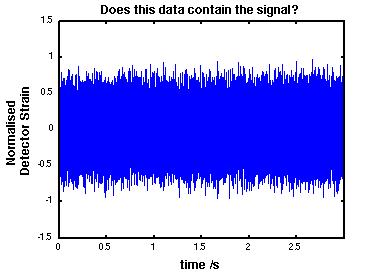 Does this data contain the signal?
1.5
1
0.5
0
-0.5
-1
-1.5
Normalised
Detector Strain
0 0.5 1 1.5 2 2.5
time /s